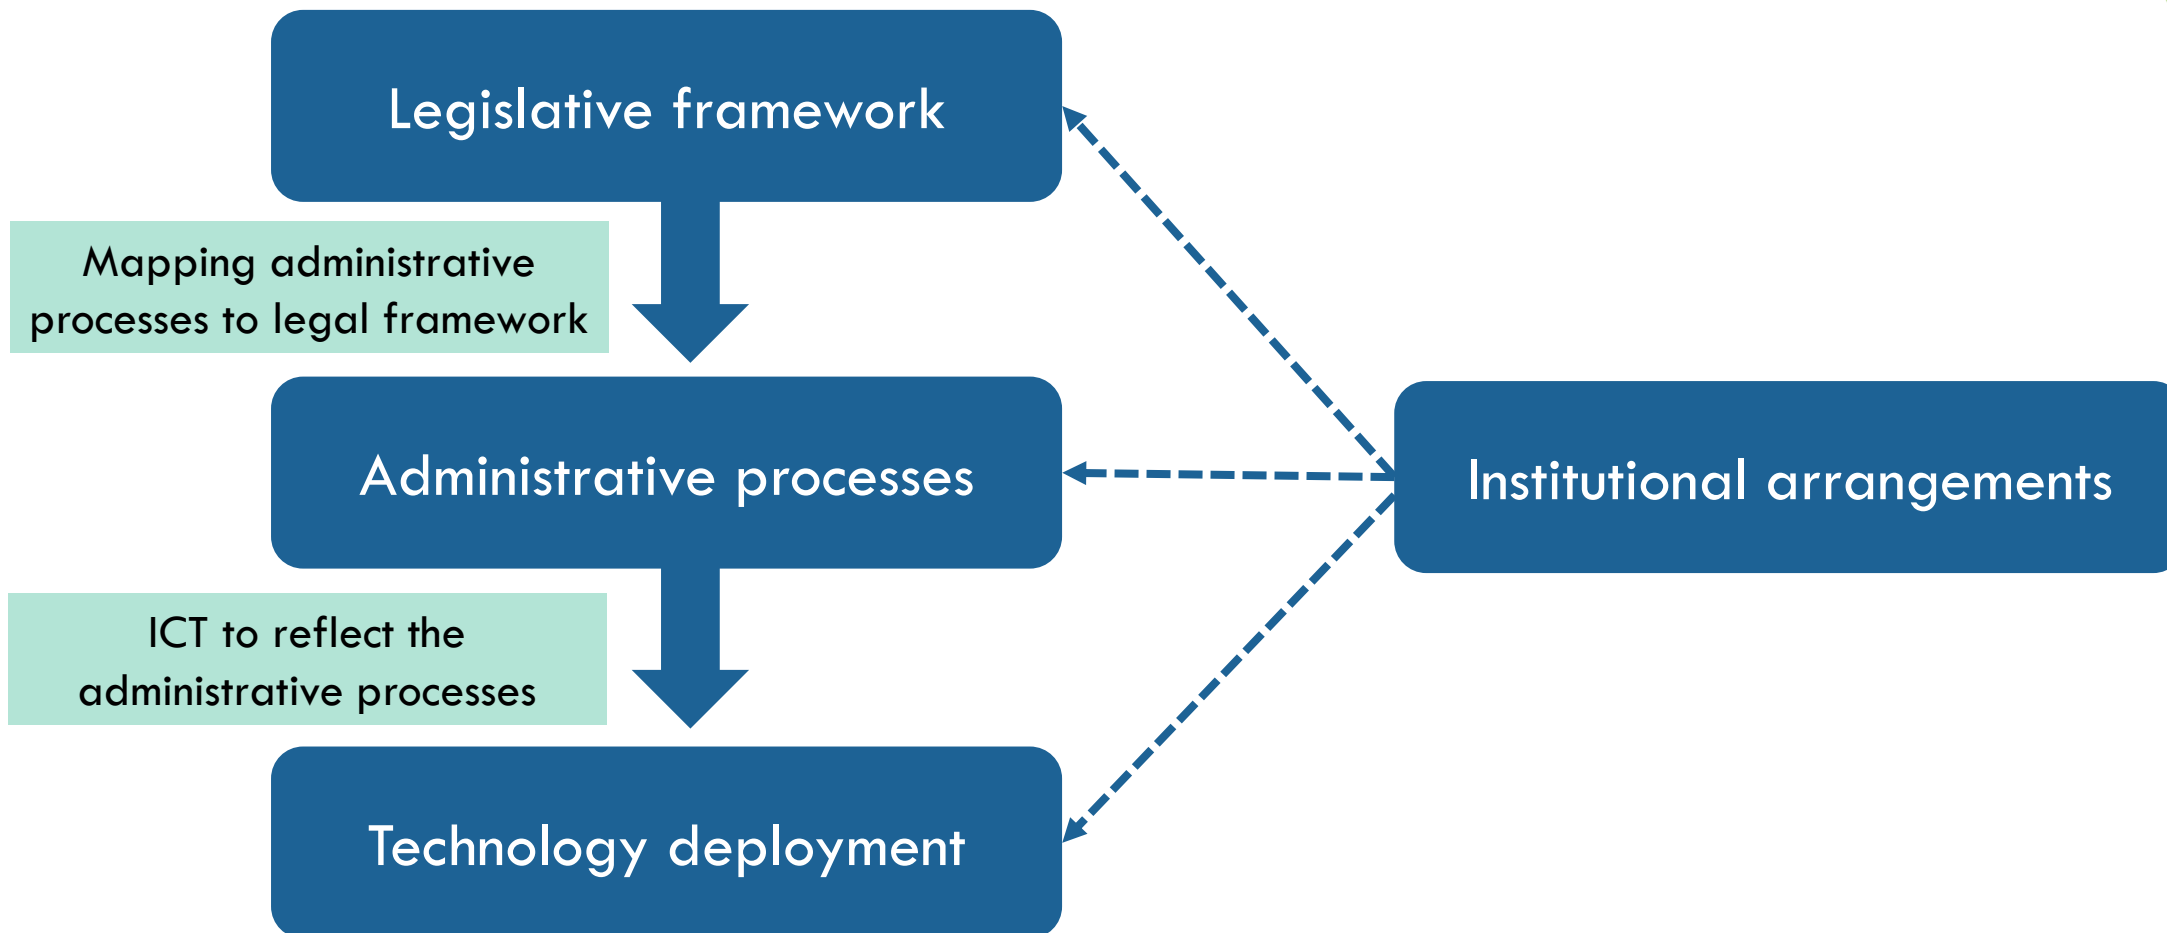 Legislative framework
Mapping administrative
processes to legal framework
Administrative processes
Institutional arrangements
ICT to reflect the
administrative processes
Technology deployment